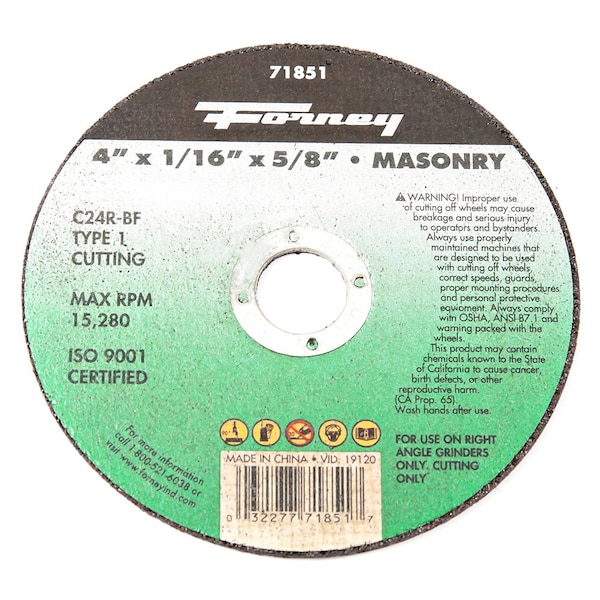 71851
Forney
4" x 1/16" x 5/8" • MASONRY
C24R-BF
TYPE 1
CUTTING
MAX RPM
15,280
ISO 9001
CERTIFIED
WARNING! Improper use
of cutting off wheels may cause
breakage and serious injury
to operators and bystanders.
Always use properly
maintained machines that
are designed to be used
with cutting off wheels,
correct speeds, guards,
proper mounting procedures
and personal protective
equipment. Always comply
with OSHA, ANSI B7.1 and
warning packed with the
wheels.
This product may contain
chemicals known to the State
of California to cause cancer,
birth defects, or other
reproductive harm.
(CA Prop. 65)
Wash hands after use.
For more information
call 1-800-521-6038 or
visit www.forneyind.com
90°
MADE IN CHINA • VID: 19120
0 32277 71851 7
FOR USE ON RIGHT
ANGLE GRINDERS
ONLY. CUTTING
ONLY